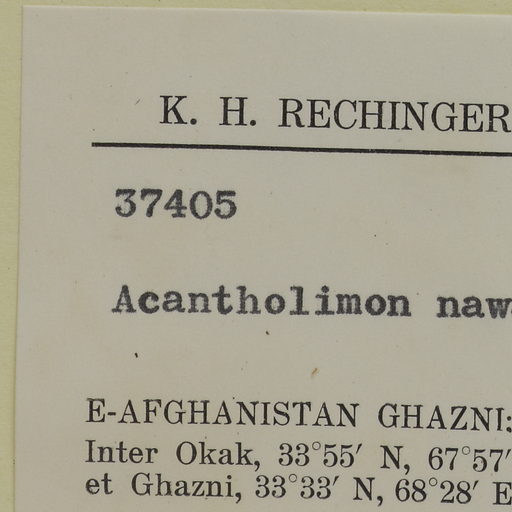 K. H. RECHINGER
37405
Acantholimon naw
E-AFGHANISTAN GHAZNI:
Inter Okak, 33°55′ N, 67°57′
et Ghazni, 33°33′ N, 68°28′ E